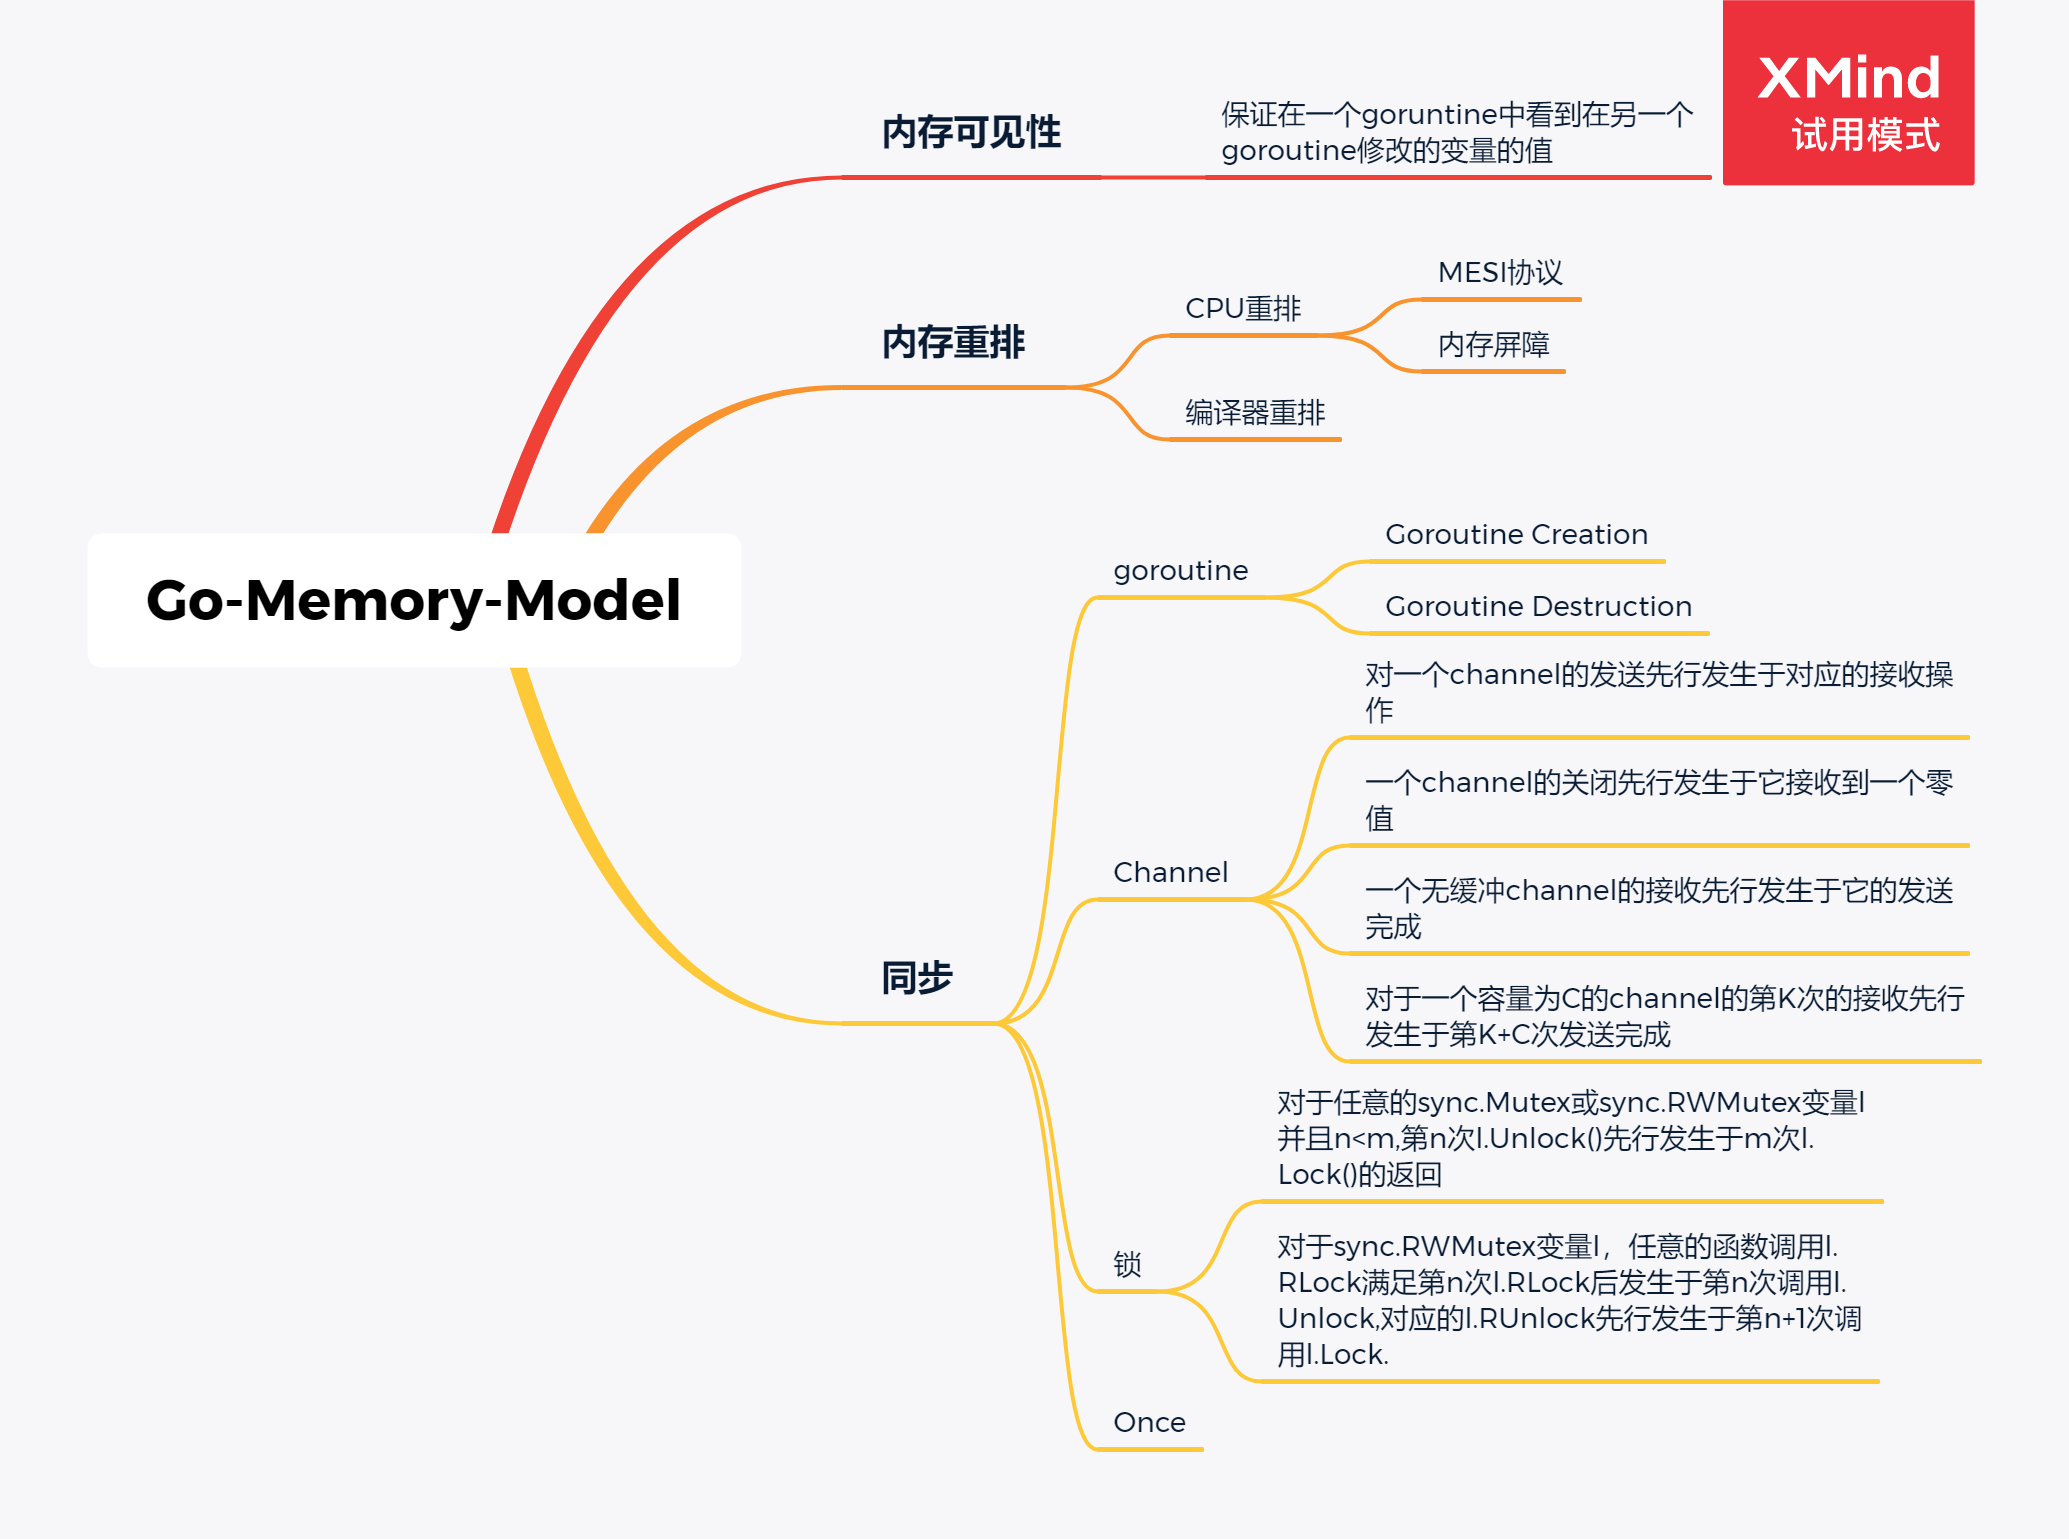 XMind
试用模式
内存可见性
保证在一个goruntine中看到在另一个
goroutine修改的变量的值
内存重排
CPU重排
MESI协议
内存屏障
编译器重排
Go-Memory-Model
同步
goroutine
Goroutine Creation
Goroutine Destruction
Channel
对一个channel的发送先行发生于对应的接收操
作
一个channel的关闭先行发生于它接收到一个零
值
一个无缓冲channel的接收先行发生于它的发送
完成
对于一个容量为C的channel的第K次的接收先行
发生于第K+C次发送完成
锁
对于任意的sync.Mutex或sync.RWMutex变量l
并且n<m,第n次l.Unlock()先行发生于m次l.
Lock()的返回
对于sync.RWMutex变量l，任意的函数调用l.
RLock满足第n次l.RLock后发生于第n次调用l.
Unlock,对应的l.RUnlock先行发生于第n+1次调
用l.Lock.
Once